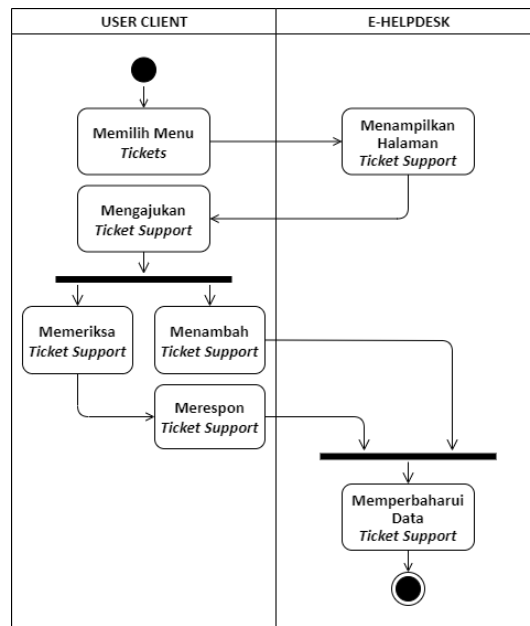 USER CLIENT
E-HELPDESK
Memilih Menu
Tickets
Menampilkan
Halaman
Ticket Support
Mengajukan
Ticket Support
Memeriksa
Ticket Support
Menambah
Ticket Support
Merespon
Ticket Support
Memperbaharui
Data
Ticket Support